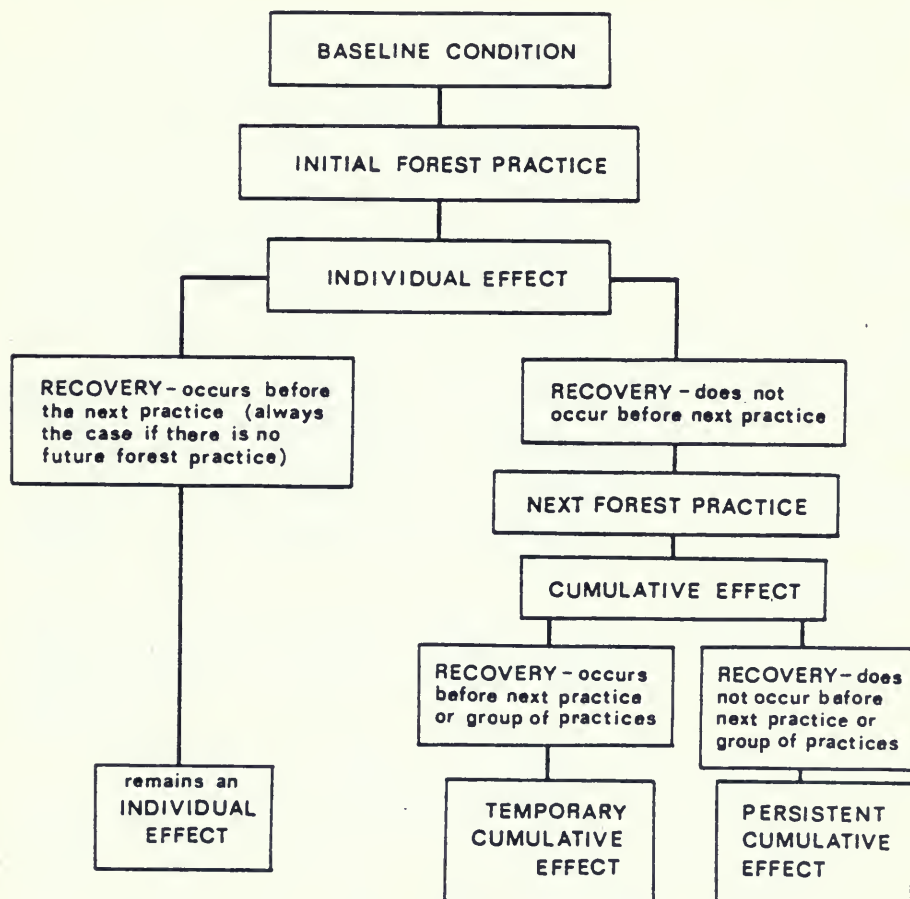 BASELINE CONDITION
INITIAL FOREST PRACTICE
INDIVIDUAL EFFECT
RECOVERY - occurs before
the next practice (always
the case if there is no
future forest practice)
RECOVERY - does not
occur before next practice
NEXT FOREST PRACTICE
CUMULATIVE EFFECT
RECOVERY - occurs
before next practice
or group of practices
RECOVERY - does
not occur before
next practice or
group of practices
remains an
INDIVIDUAL
EFFECT
TEMPORARY
CUMULATIVE
EFFECT
PERSISTENT
CUMULATIVE
EFFECT